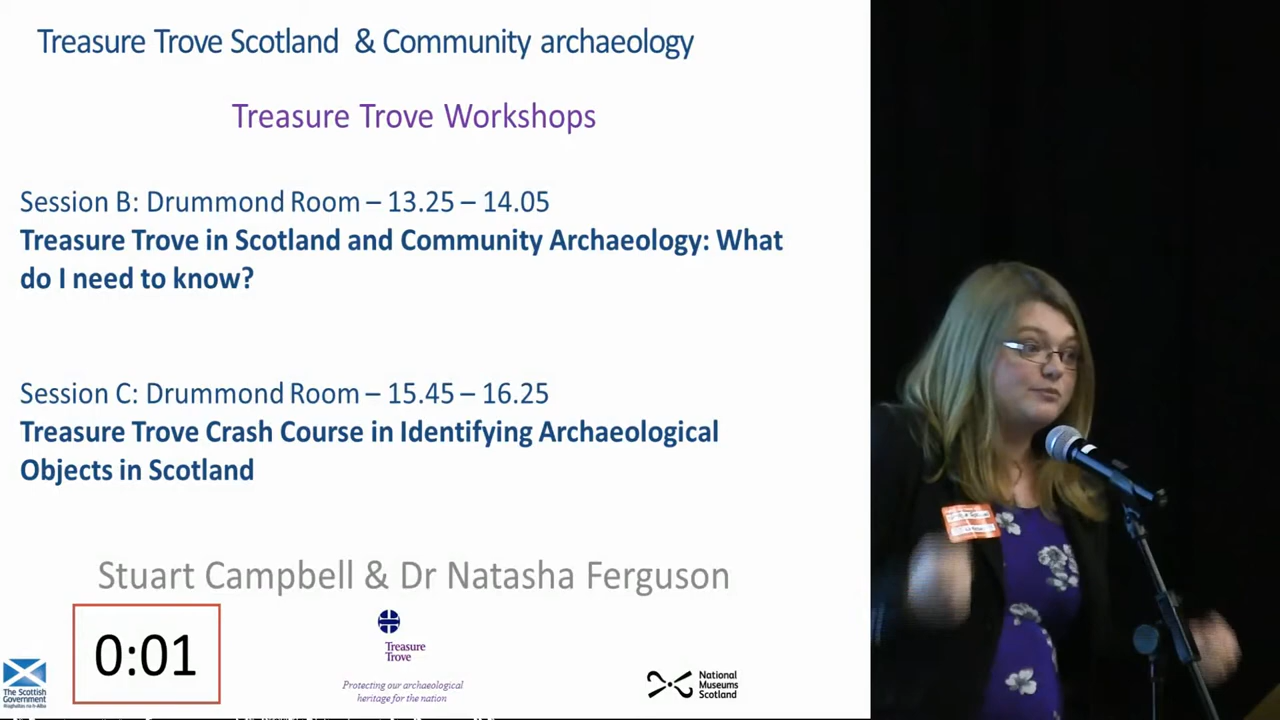 Treasure Trove Scotland & Community archaeology
Treasure Trove Workshops
Session B: Drummond Room – 13.25 – 14.05
Treasure Trove in Scotland and Community Archaeology: What
do I need to know?
Session C: Drummond Room – 15.45 – 16.25
Treasure Trove Crash Course in Identifying Archaeological
Objects in Scotland
Stuart Campbell & Dr Natasha Ferguson
0:01
The Scottish
Government
Riaghaltas na h-Alba
Treasure
Trove
Protecting our archaeological
heritage for the nation
National
Museums
Scotland